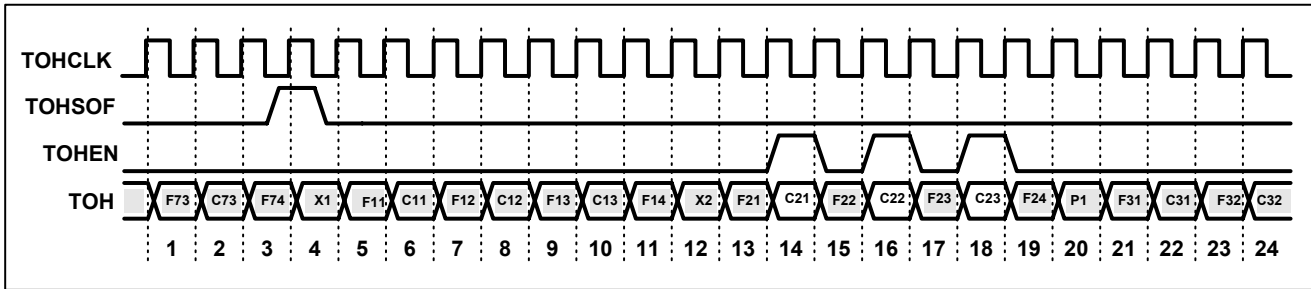 TOHCLK
TOHSOF
TOHEN
TOH F73 C73 F74 X1 F11 C11 F12 C12 F13 C13 F14 X2 F21 C21 F22 C22 F23 C23 F24 P1 F31 C31 F32 C32
1 2 3 4 5 6 7 8 9 10 11 12 13 14 15 16 17 18 19 20 21 22 23 24